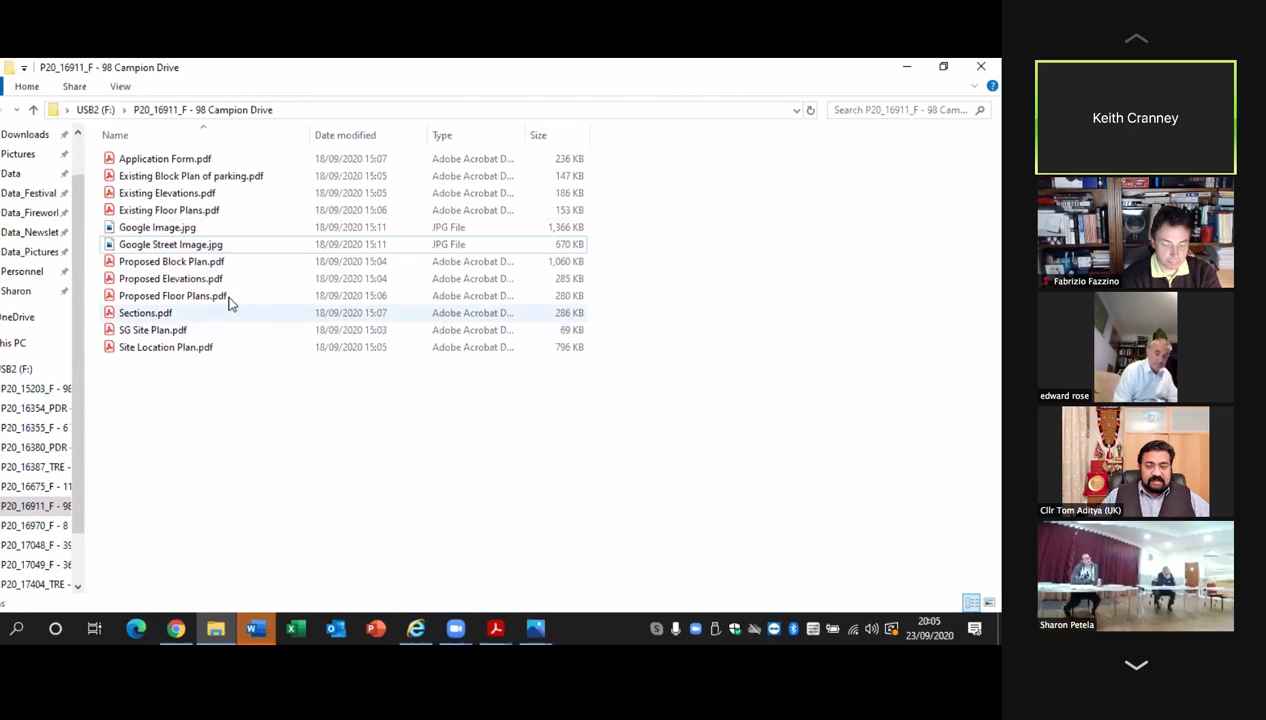 P20_16911_F - 98 Campion Drive
Home Share View
USB2 (F:) P20_16911_F - 98 Campion Drive
Search P20_16911_F - 98 Cam...
Name Date modified Type Size
Application Form.pdf 18/09/2020 15:07 Adobe Acrobat D... 236 KB
Existing Block Plan of parking.pdf 18/09/2020 15:05 Adobe Acrobat D... 147 KB
Existing Elevations.pdf 18/09/2020 15:05 Adobe Acrobat D... 186 KB
Existing Floor Plans.pdf 18/09/2020 15:06 Adobe Acrobat D... 153 KB
Google Image.jpg 18/09/2020 15:11 JPG File 1,366 KB
Google Street Image.jpg 18/09/2020 15:11 JPG File 670 KB
Proposed Block Plan.pdf 18/09/2020 15:04 Adobe Acrobat D... 1,060 KB
Proposed Elevations.pdf 18/09/2020 15:04 Adobe Acrobat D... 285 KB
Proposed Floor Plans.pdf 18/09/2020 15:06 Adobe Acrobat D... 280 KB
Sections.pdf 18/09/2020 15:07 Adobe Acrobat D... 286 KB
SG Site Plan.pdf 18/09/2020 15:03 Adobe Acrobat D... 69 KB
Site Location Plan.pdf 18/09/2020 15:05 Adobe Acrobat D... 796 KB
Downloads
Pictures
Data
Data_Festival
Data_Firewor
Data_Newslet
Data_Pictures
Personnel
Sharon
OneDrive
his PC
SB2 (F:)
P20_15203_F - 98
P20_16354_PDR -
P20_16355_F - 6
P20_16380_PDR -
P20_16387_TRE -
P20_16675_F - 11
P20_16911_F - 98
P20_16970_F - 8
P20_17048_F - 39
P20_17049_F - 36
P20_17404_TRE -
20:05
23/09/2020
Keith Cranney
Fabrizio Fazzino
edward rose
Cllr Tom Aditya (UK)
Sharon Petela